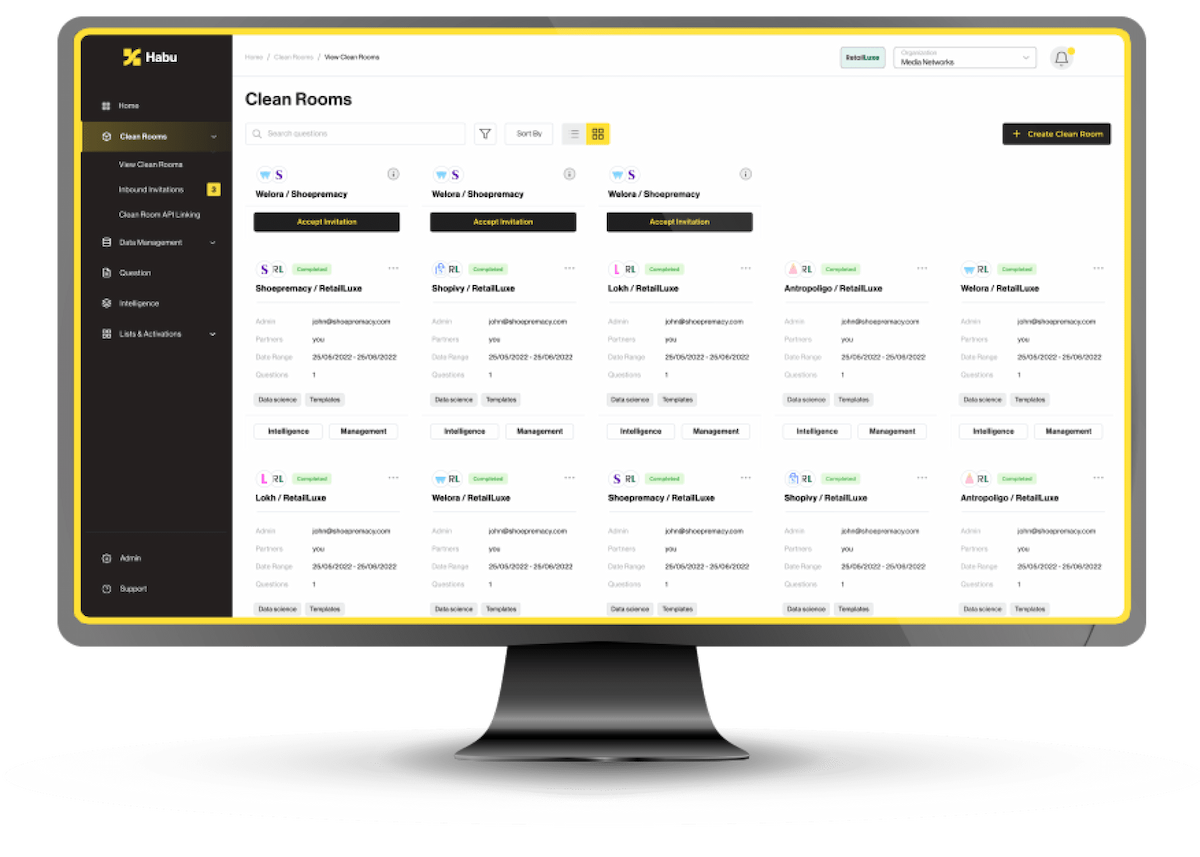 Habu
Home / Clean Rooms / View Clean Rooms
RetailLuxe
Organization
Media Networks
Home
Clean Rooms
View Clean Rooms
Inbound Invitations 3
Clean Room API Linking
Data Management
Question
Intelligence
Lists & Activations
Admin
Support
Clean Rooms
Search questions
Sort By
+ Create Clean Room
S S S
Welora / Shoepremacy Welora / Shoepremacy Welora / Shoepremacy
Accept Invitation Accept Invitation Accept Invitation
S RL Completed RL Completed L RL Completed RL Completed RL Completed
Shoepremacy / RetailLuxe Shopivy / RetailLuxe Lokh / RetailLuxe Antropoligo / RetailLuxe Welora / RetailLuxe
Admin john@shoepremacy.com Admin john@shoepremacy.com Admin john@shoepremacy.com Admin john@shoepremacy.com Admin john@shoepremacy.com
Partners you Partners you Partners you Partners you Partners you
Date Range 25/05/2022 - 25/06/2022 Date Range 25/05/2022 - 25/06/2022 Date Range 25/05/2022 - 25/06/2022 Date Range 25/05/2022 - 25/06/2022 Date Range 25/05/2022 - 25/06/2022
Questions 1 Questions 1 Questions 1 Questions 1 Questions 1
Data science Templates Data science Templates Data science Templates Data science Templates Data science Templates
Intelligence Management Intelligence Management Intelligence Management Intelligence Management Intelligence Management
L RL Completed RL Completed S RL Completed RL Completed RL Completed
Lokh / RetailLuxe Welora / RetailLuxe Shoepremacy / RetailLuxe Shopivy / RetailLuxe Antropoligo / RetailLuxe
Admin john@shoepremacy.com Admin john@shoepremacy.com Admin john@shoepremacy.com Admin john@shoepremacy.com Admin john@shoepremacy.com
Partners you Partners you Partners you Partners you Partners you
Date Range 25/05/2022 - 25/06/2022 Date Range 25/05/2022 - 25/06/2022 Date Range 25/05/2022 - 25/06/2022 Date Range 25/05/2022 - 25/06/2022 Date Range 25/05/2022 - 25/06/2022
Questions 1 Questions 1 Questions 1 Questions 1 Questions 1
Data science Templates Data science Templates Data science Templates Data science Templates Data science Templates